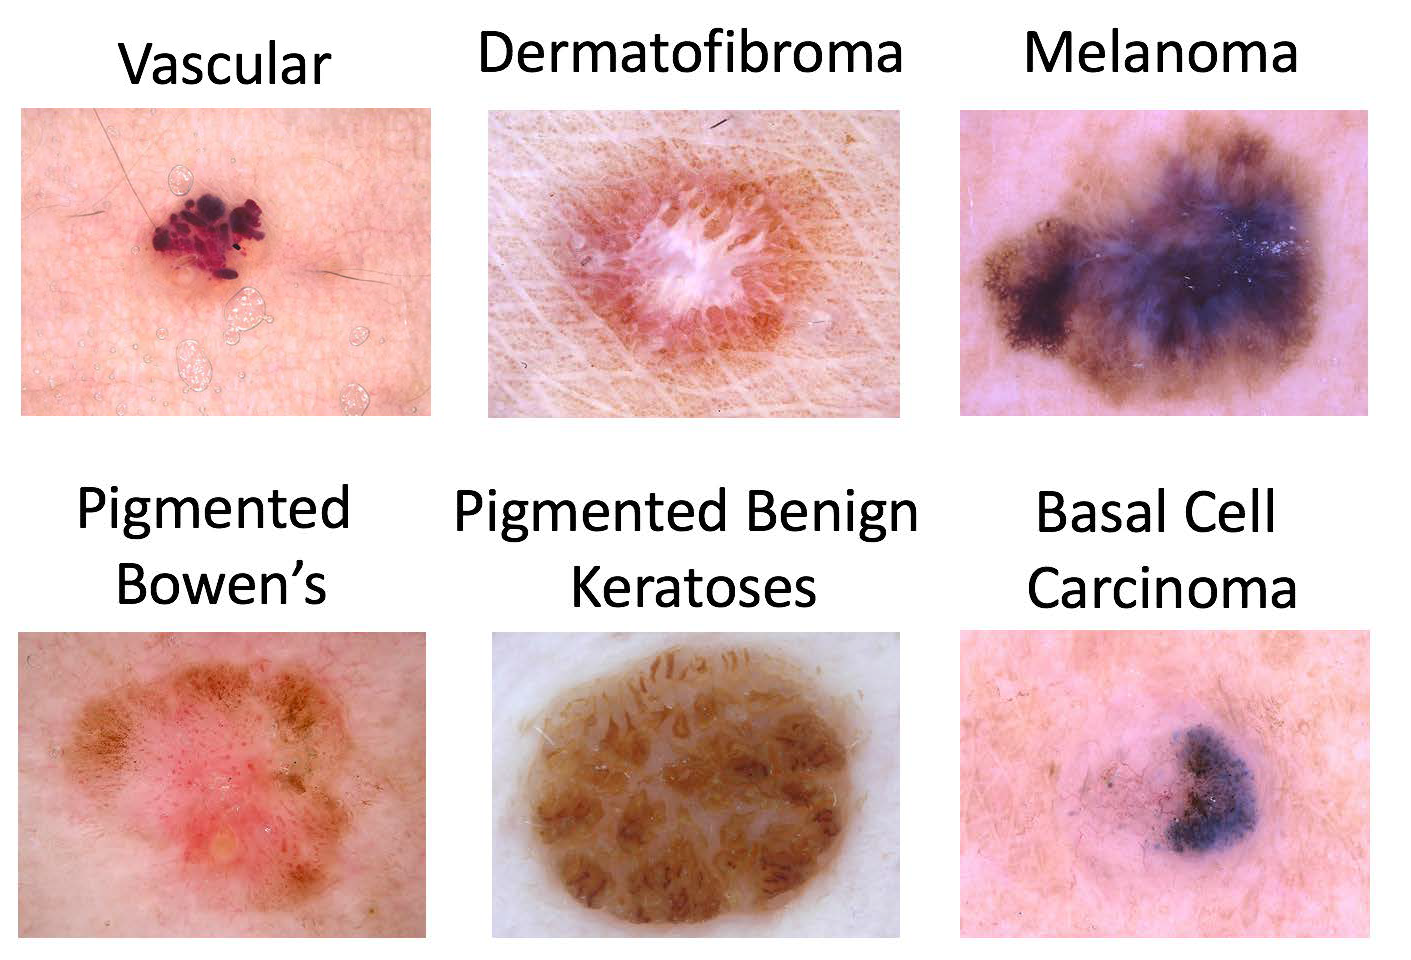 Vascular
Dermatofibroma
Melanoma
Pigmented
Bowen’s
Pigmented Benign
Keratoses
Basal Cell
Carcinoma